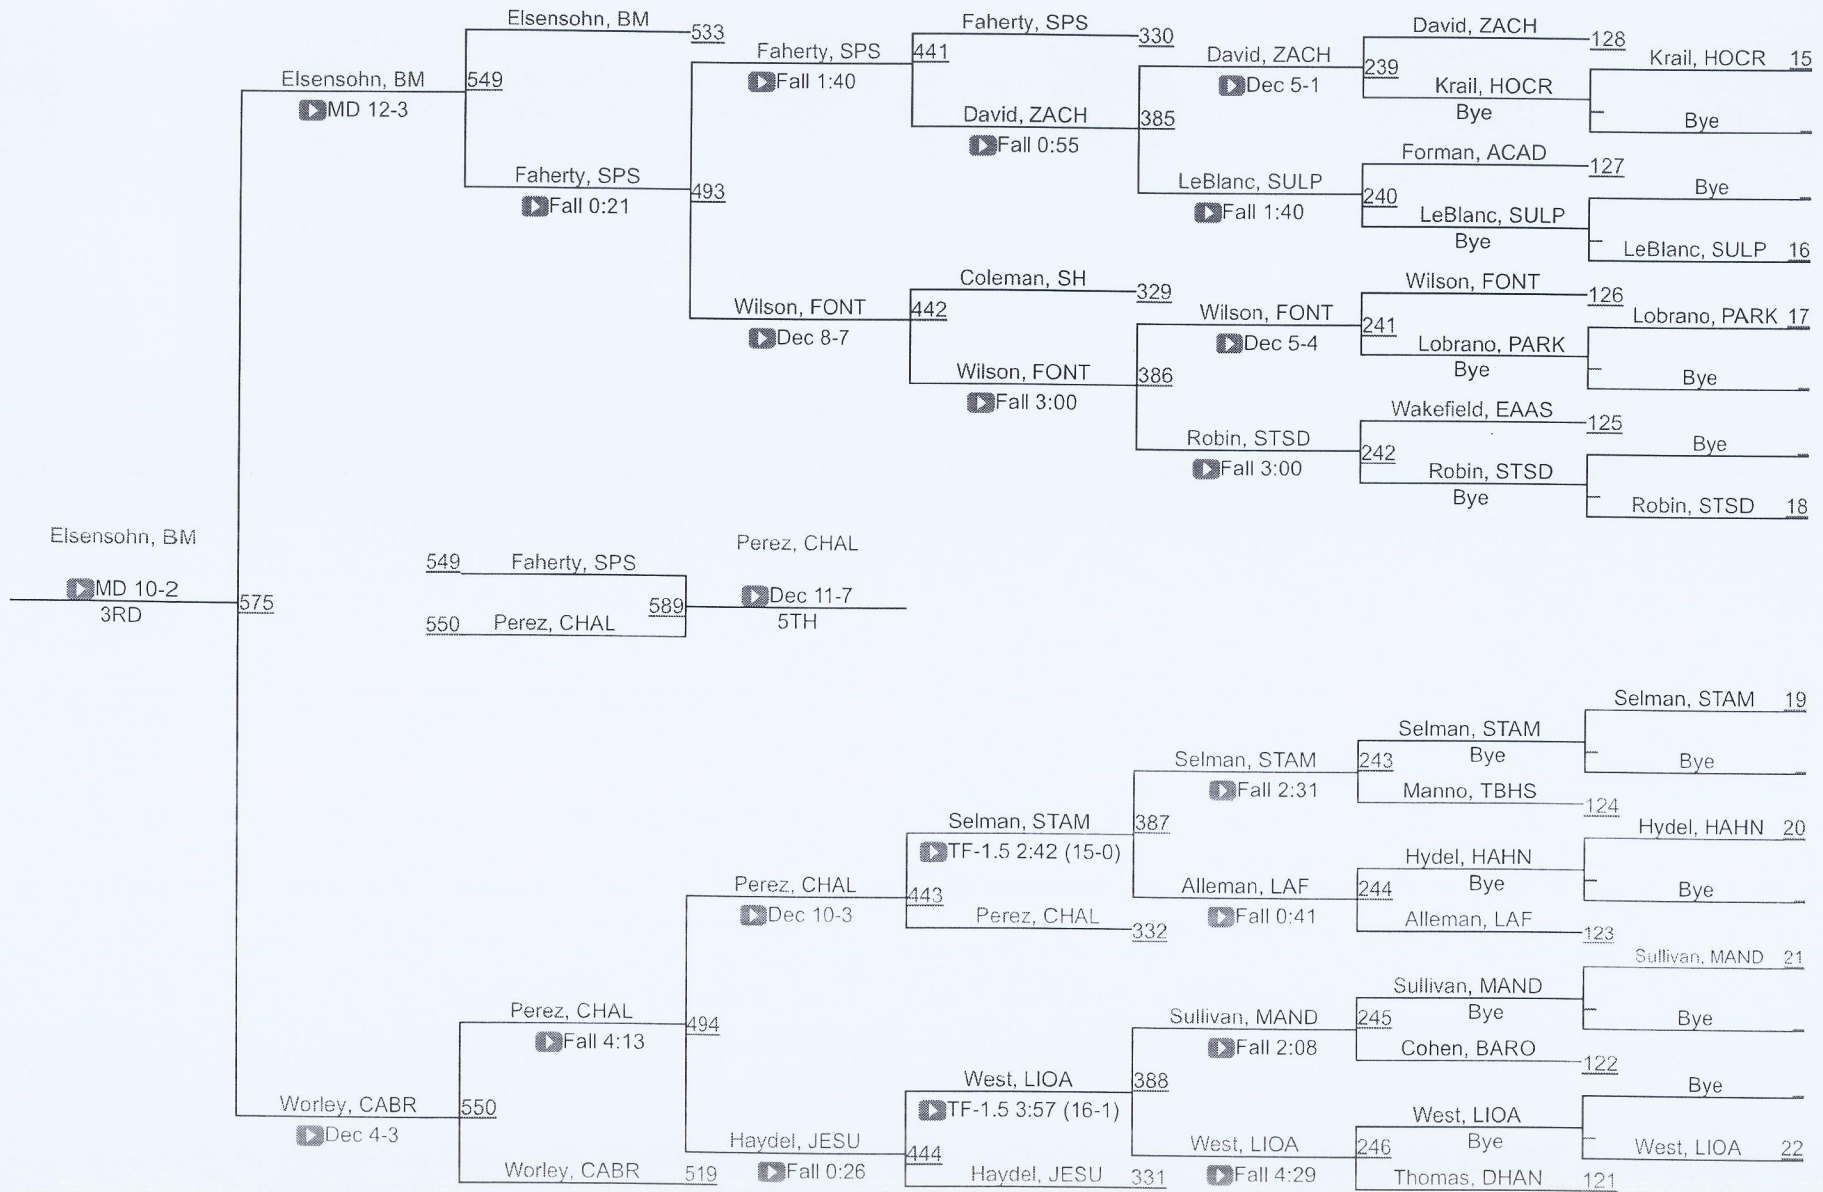 Elsensohn, BM
533
Faherty, SPS
330
David, ZACH
128
Krail, HOCR 15
Faherty, SPS
441
Fall 1:40
David, ZACH
239
Dec 5-1
Elsensohn, BM
549
MD 12-3
Krail, HOCR
Bye
Bye
David, ZACH
385
Fall 0:55
Forman, ACAD
127
Bye
Faherty, SPS
493
Fall 0:21
LeBlanc, SULP
240
Fall 1:40
LeBlanc, SULP
Bye
LeBlanc, SULP 16
Coleman, SH
329
Wilson, FONT
126
Lobrano, PARK 17
Wilson, FONT
442
Dec 8-7
Wilson, FONT
241
Dec 5-4
Lobrano, PARK
Bye
Bye
Wilson, FONT
386
Fall 3:00
Wakefield, EAAS
125
Bye
Robin, STSD
242
Fall 3:00
Robin, STSD
Bye
Robin, STSD 18
Elsensohn, BM
MD 10-2
3RD
575
549 Faherty, SPS
Perez, CHAL
589
Dec 11-7
5TH
550 Perez, CHAL
Selman, STAM 19
Selman, STAM
Bye
Bye
Selman, STAM
243
Fall 2:31
Manno, TBHS
124
Selman, STAM
387
TF-1.5 2:42 (15-0)
Hydel, HAHN 20
Hydel, HAHN
Bye
Bye
Perez, CHAL
443
Dec 10-3
Alleman, LAF
244
Fall 0:41
Perez, CHAL
332
Alleman, LAF
123
Sullivan, MAND 21
Sullivan, MAND
Bye
Bye
Perez, CHAL
494
Fall 4:13
Sullivan, MAND
245
Fall 2:08
Cohen, BARO
122
West, LIOA
388
TF-1.5 3:57 (16-1)
Bye
Worley, CABR
550
Dec 4-3
West, LIOA
Bye
West, LIOA 22
Haydel, JESU
444
Fall 0:26
West, LIOA
246
Fall 4:29
Worley, CABR
519
Haydel, JESU
331
Thomas, DHAN
121